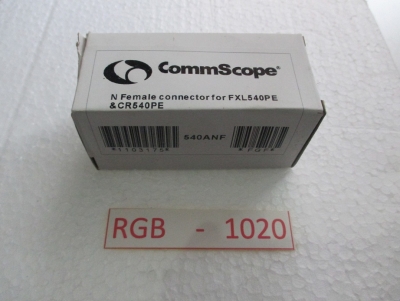 CommScope®
N Female connector for FXL540PE
&CR540PE
540ANF
RGB - 1020